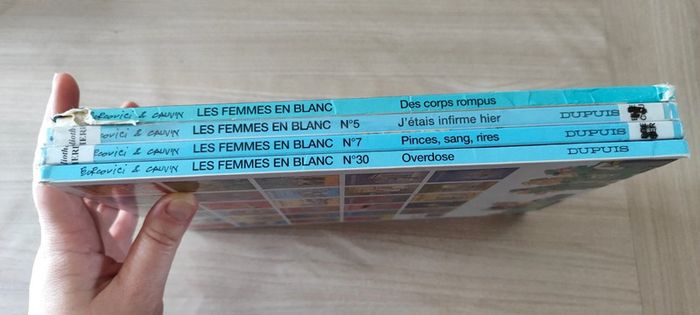 Bercovici & CAUVIN LES FEMMES EN BLANC Des corps rompus
Bercovici & CAUVIN LES FEMMES EN BLANC N°5 J'étais infirme hier DUPUIS
Bercovici & CAUVIN LES FEMMES EN BLANC N°7 Pinces, sang, rires DUPUIS
Bercovici & CAUVIN LES FEMMES EN BLANC N°30 Overdose DUPUIS